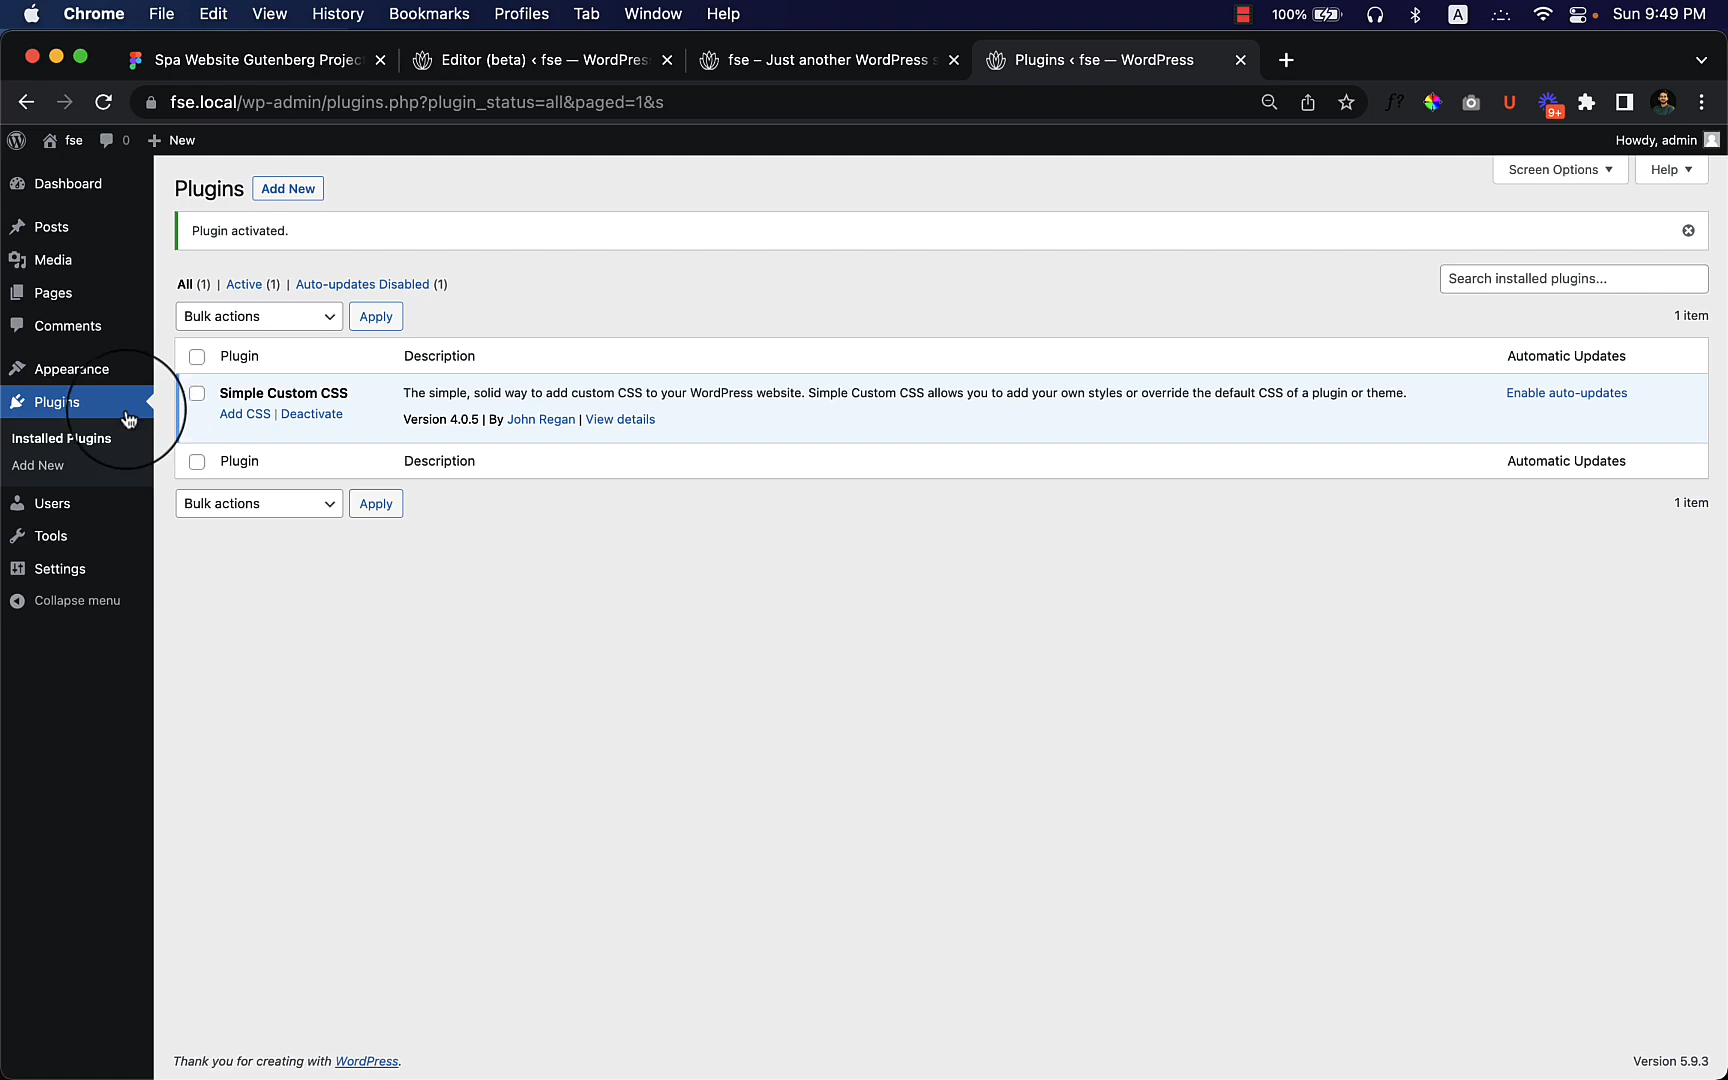 Chrome File Edit View History Bookmarks Profiles Tab Window Help 100% A Sun 9:49 PM
Spa Website Gutenberg Projec Editor (beta) ‹ fse — WordPres fse – Just another WordPress s Plugins ‹ fse — WordPress
fse.local/wp-admin/plugins.php?plugin_status=all&paged=1&s f? U 9+
fse 0 New Howdy, admin
Screen Options Help
Dashboard
Posts
Media
Pages
Comments
Appearance
Plugins
Installed Plugins
Add New
Users
Tools
Settings
Collapse menu
Plugins Add New
Plugin activated.
All (1) | Active (1) | Auto-updates Disabled (1)
Search installed plugins...
Bulk actions Apply 1 item
Plugin Description Automatic Updates
Simple Custom CSS The simple, solid way to add custom CSS to your WordPress website. Simple Custom CSS allows you to add your own styles or override the default CSS of a plugin or theme. Enable auto-updates
Add CSS | Deactivate Version 4.0.5 | By John Regan | View details
Plugin Description Automatic Updates
Bulk actions Apply 1 item
Thank you for creating with WordPress. Version 5.9.3